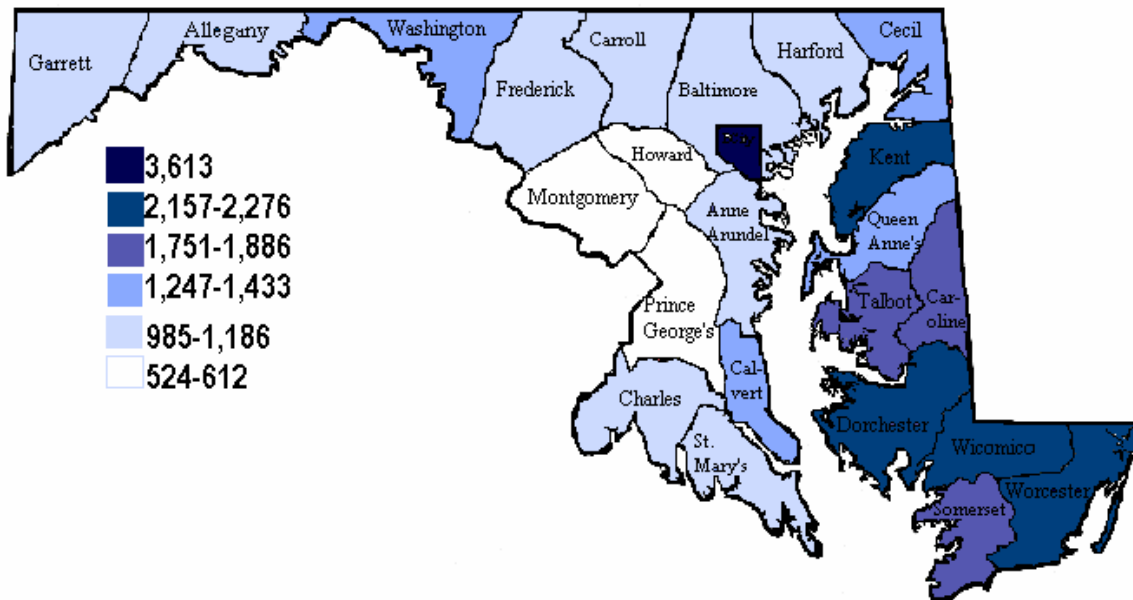 Garrett
Allegany
Washington
Frederick
Carroll
Baltimore
Harford
Cecil
Howard
Montgomery
Anne
Arundel
Prince
George's
Charles
St.
Mary's
Cal-
vert
Kent
Queen
Anne's
Talbot
Car-
oline
Dorchester
Wicomico
Worcester
Somerset
3,613
2,157-2,276
1,751-1,886
1,247-1,433
985-1,186
524-612